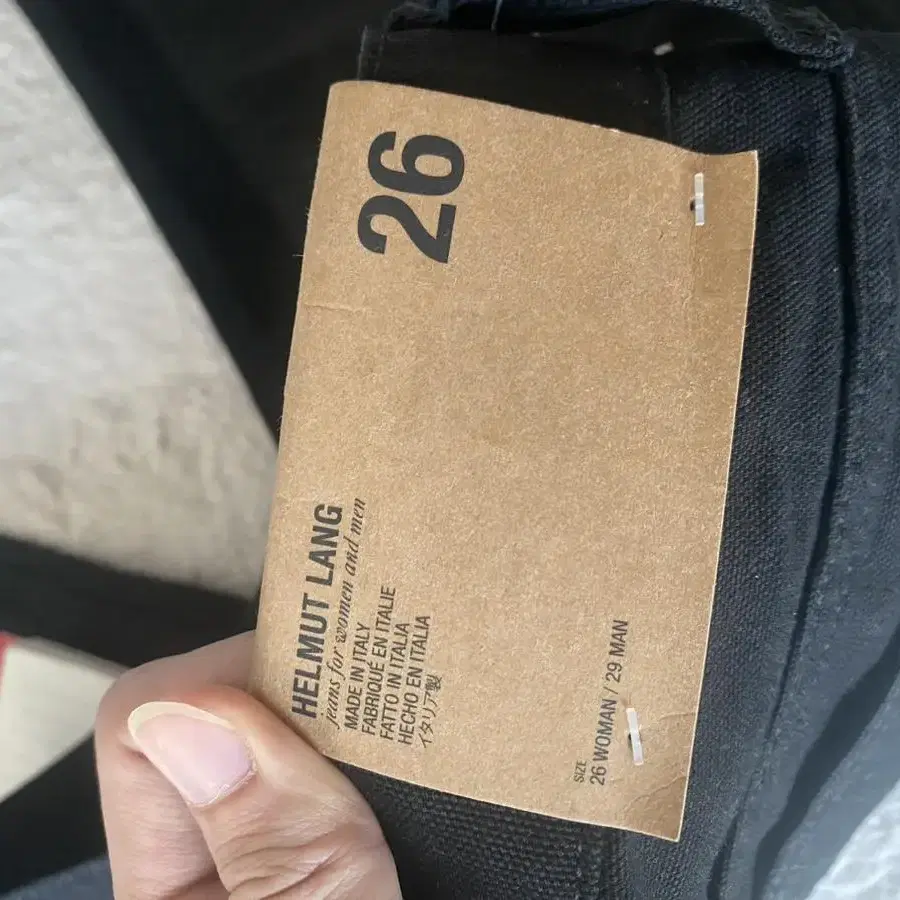 26
HELMUT LANG
jeans for women and men
MADE IN ITALY
FABRIQUÉ EN ITALIE
FATTO IN ITALIA
HECHO EN ITALIA
イタリア製
SIZE
26 WOMAN / 29 MAN